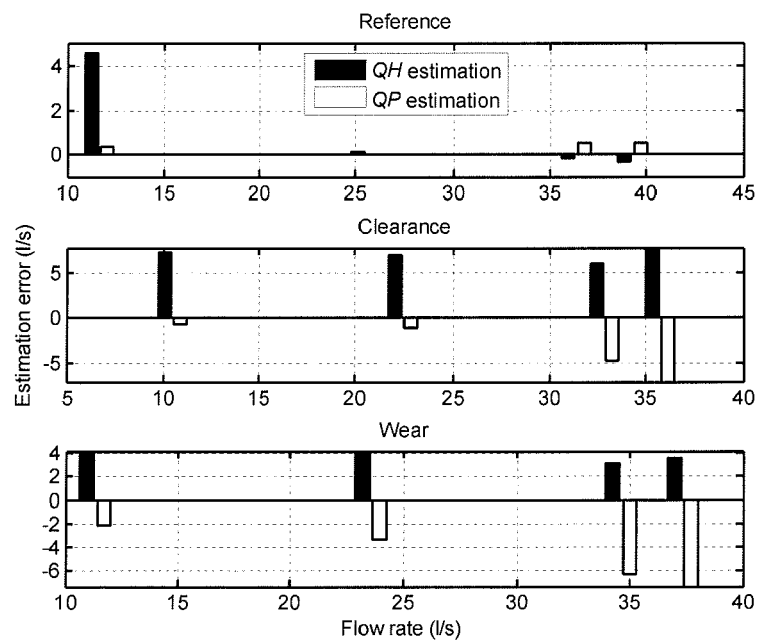 Reference
4
2
0
QH estimation
QP estimation
10 15 20 25 30 35 40 45
Clearance
5
0
-5
5 10 15 20 25 30 35 40
Estimation error (l/s)
Wear
4
2
0
-2
-4
-6
10 15 20 25 30 35 40
Flow rate (l/s)